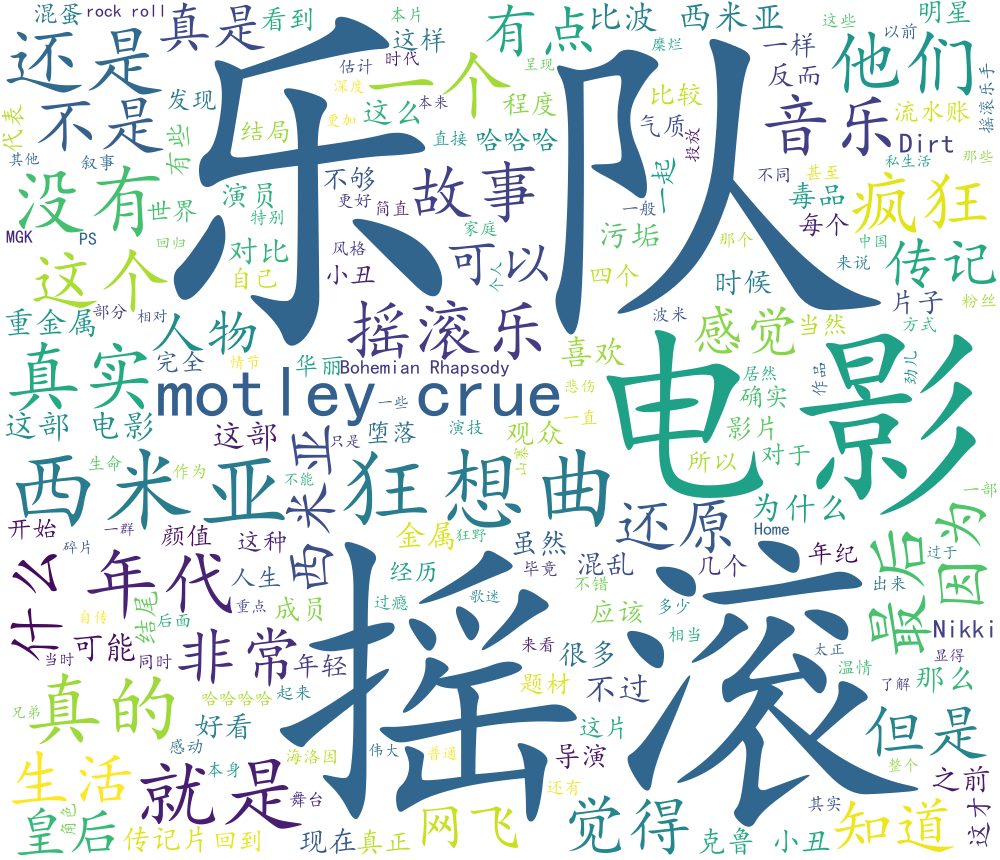 混蛋
rock roll
真是
看到
乐队
这样
时代
有点
比波
西米亚
这些
以前
明星
还是
估计
一个
呈现
糜烂
一样
他们
代表
不是
发现
深度
这么
程度
比较
反而
摇滚乐手
有些
结局
更加
本来
直接
哈哈哈
气质
投放
音乐
流水账
Dirt
那些
其他
叙事
没有
世界
演员
不够
更好
简直
故事
一起
不同
甚至
私生活
疯狂
MGK
PS
回归
特别
对比
风格
家庭
一般
毒品
每个
污垢
那个
中国
这个
自己
小丑
可以
个人
四个
时候
来说
传记
重金属
部分
相对
人物
摇滚乐
波米
感觉
当然
片子
粉丝
方式
真实
完全
情节
华丽
Bohemian Rhapsody
喜欢
电影
居然
作品
劲儿
motley crue
悲伤
确实
这部 电影
这部
一些
堕落
演技
观众
一直
影片
只是
所以
对于
西米亚
生命
作为
西米亚
不能
狂想曲
为什么
一部
开始
一群
颜值
这种
金属
狂野
虽然
还原
Home
因为
什么
碎片
年代
人生
经历
毕竟
混乱
几个
年纪
最后
过于
自传
结尾
重点
成员
过瘾
歌迷
不错
应该
多少
出来
后面
当时
可能
同时
非常
年轻
摇滚
来看
很多
相当
太正
Nikki
显得
真的
哈哈哈哈
起来
题材
不过
温情
了解
那么
兄弟
好看
感动
这片
但是
生活
本身
海洛因
伟大
普通
导演
整个
就是
舞台
还有
之前
皇后
角色
传记片
回到
现在
真正
网飞
觉得
克鲁
小丑
其实
知道
这才